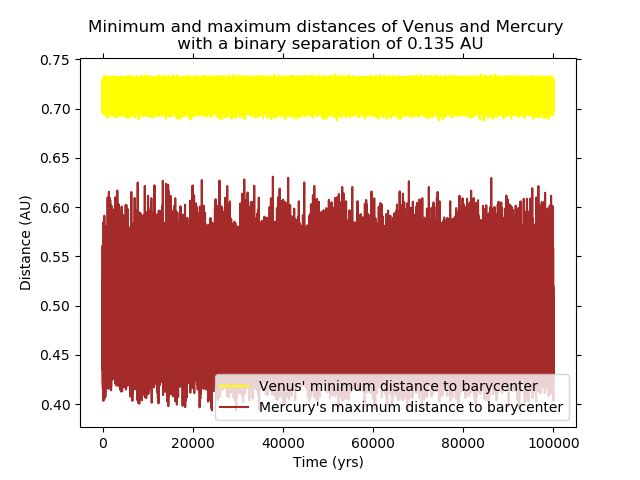 Minimum and maximum distances of Venus and Mercury
with a binary separation of 0.135 AU
0.75
0.70
0.65
0.60
0.55
0.50
0.45
0.40
Distance (AU)
Venus' minimum distance to barycenter
Mercury's maximum distance to barycenter
0
20000
40000
60000
80000
100000
Time (yrs)